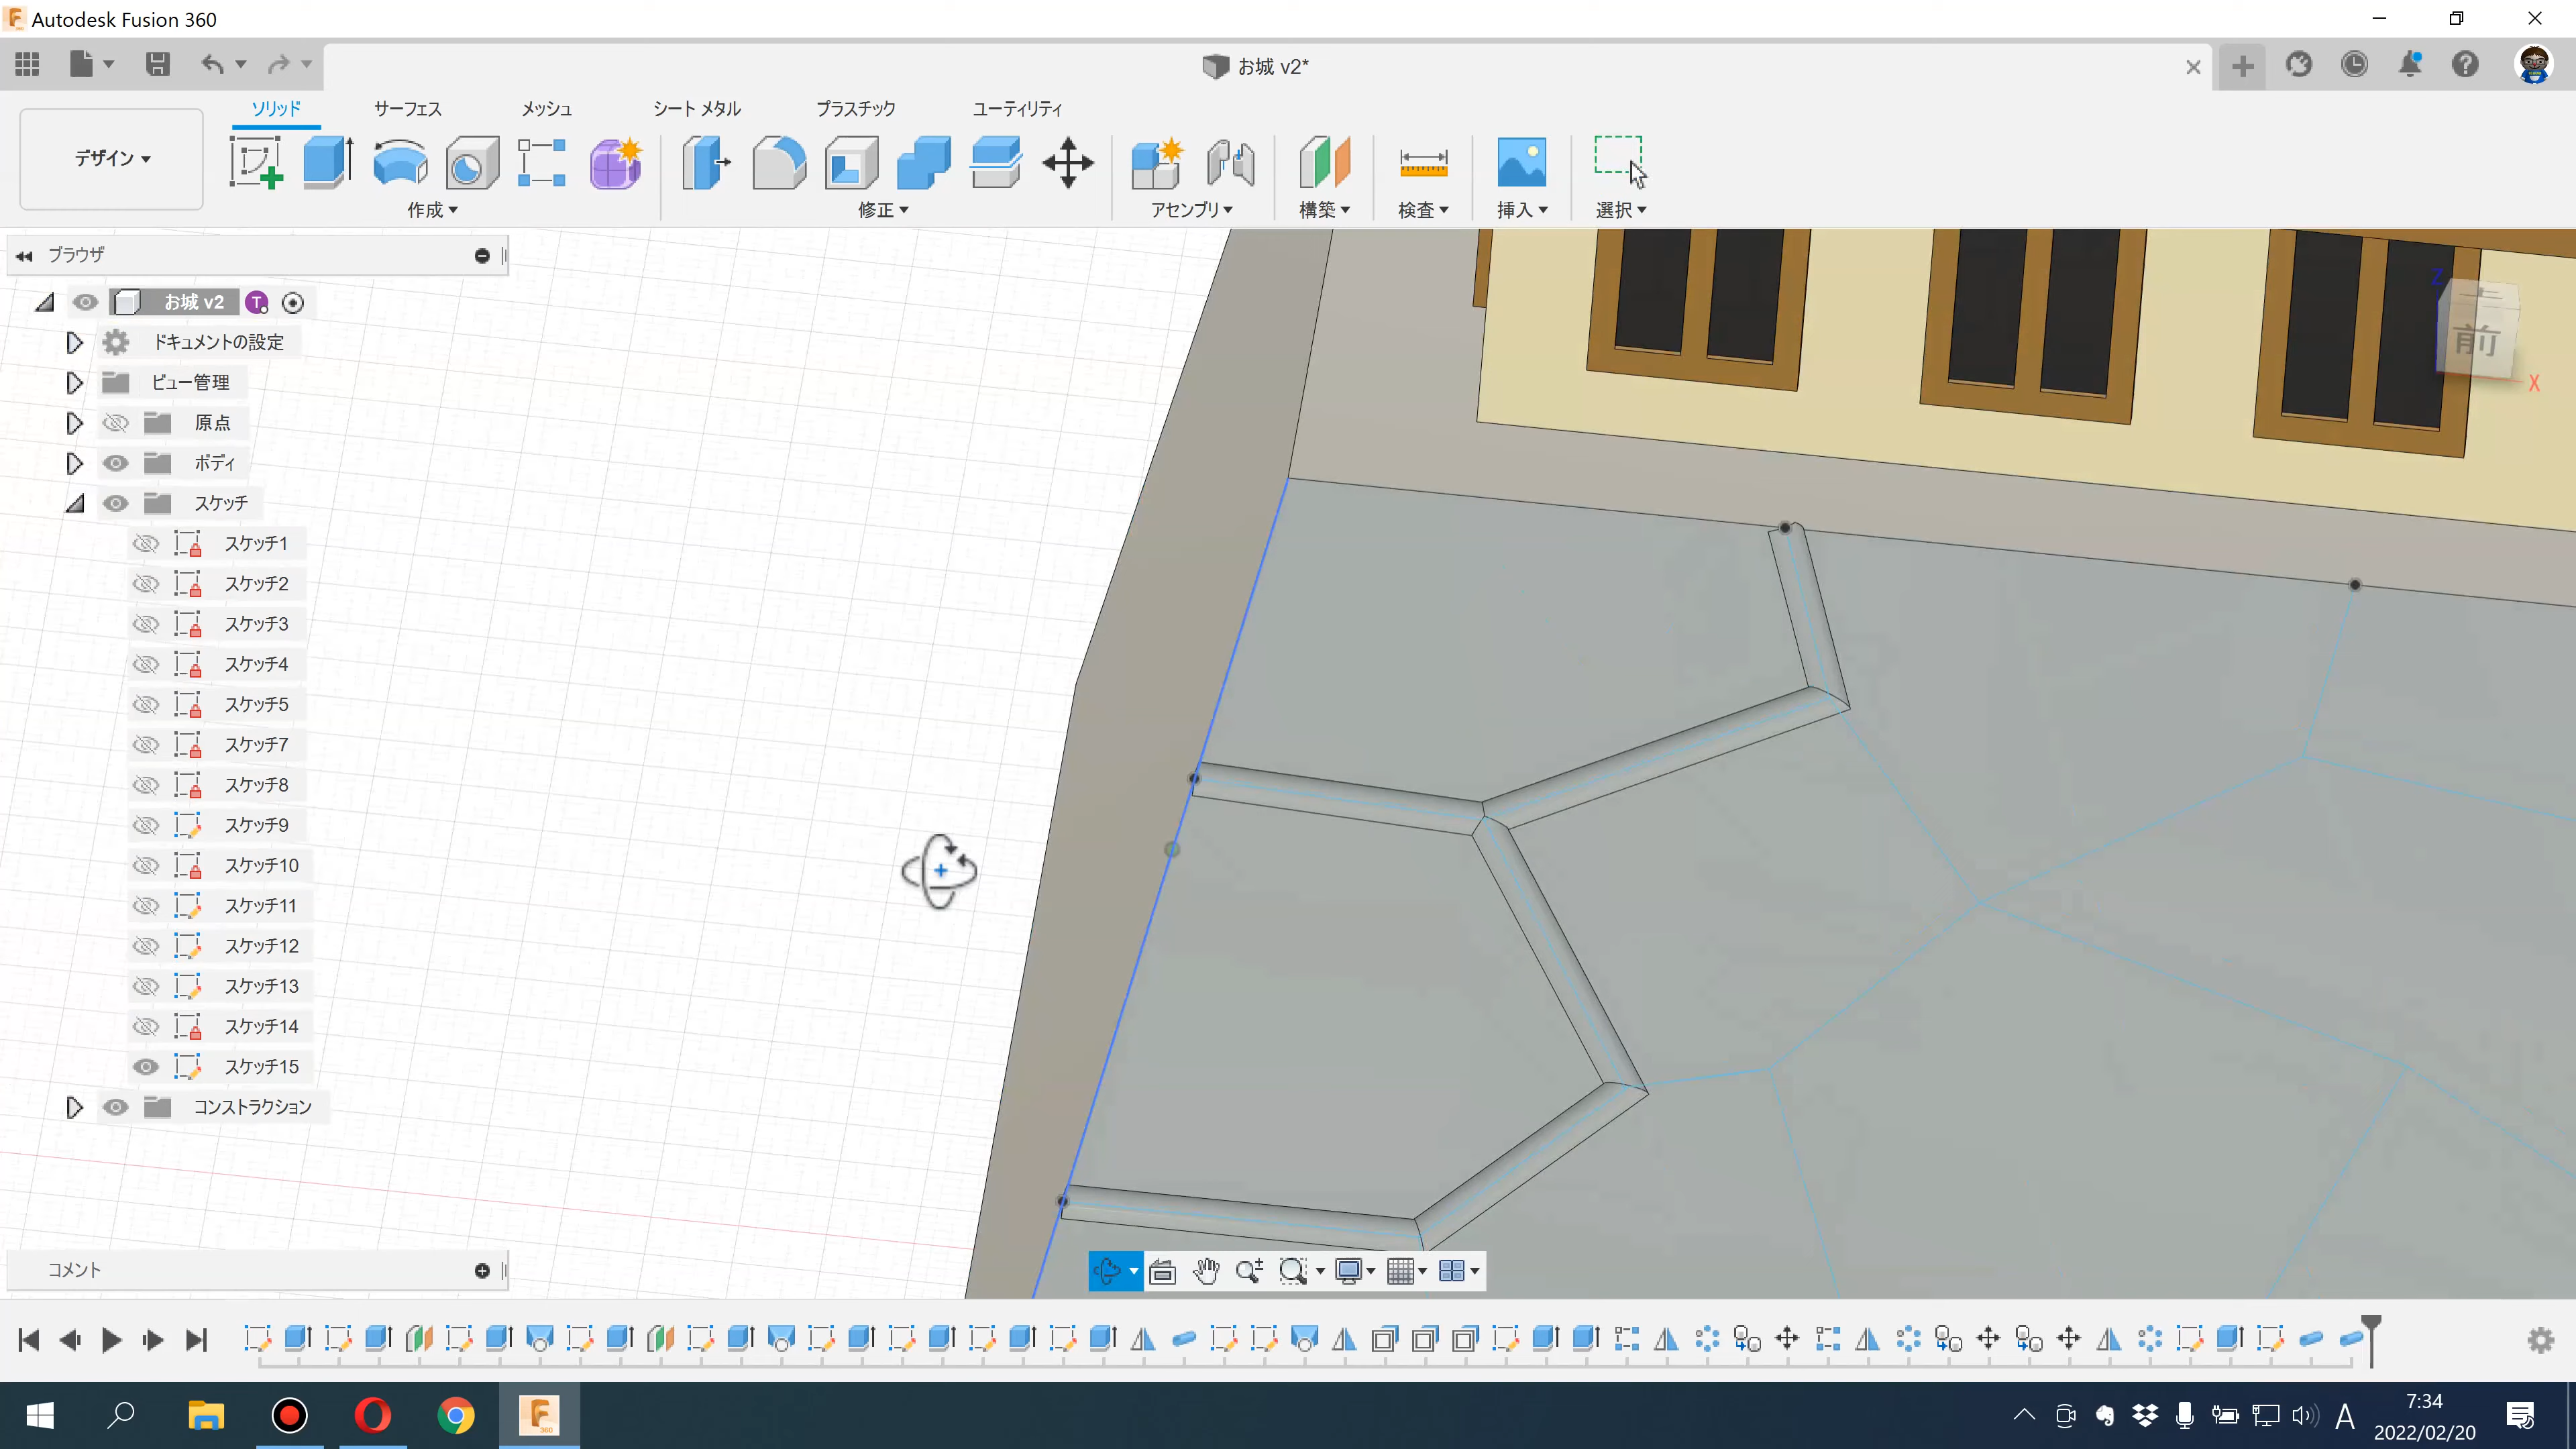 Autodesk Fusion 360
お城 v2*
ソリッド サーフェス メッシュ シート メタル プラスチック ユーティリティ
デザイン
作成 修正 アセンブリ 構築 検査 挿入 選択
ブラウザ
お城 v2
ドキュメントの設定
ビュー管理
原点
ボディ
スケッチ
スケッチ1
スケッチ2
スケッチ3
スケッチ4
スケッチ5
スケッチ7
スケッチ8
スケッチ9
スケッチ10
スケッチ11
スケッチ12
スケッチ13
スケッチ14
スケッチ15
コンストラクション
Z
前
X
コメント
A
7:34
2022/02/20